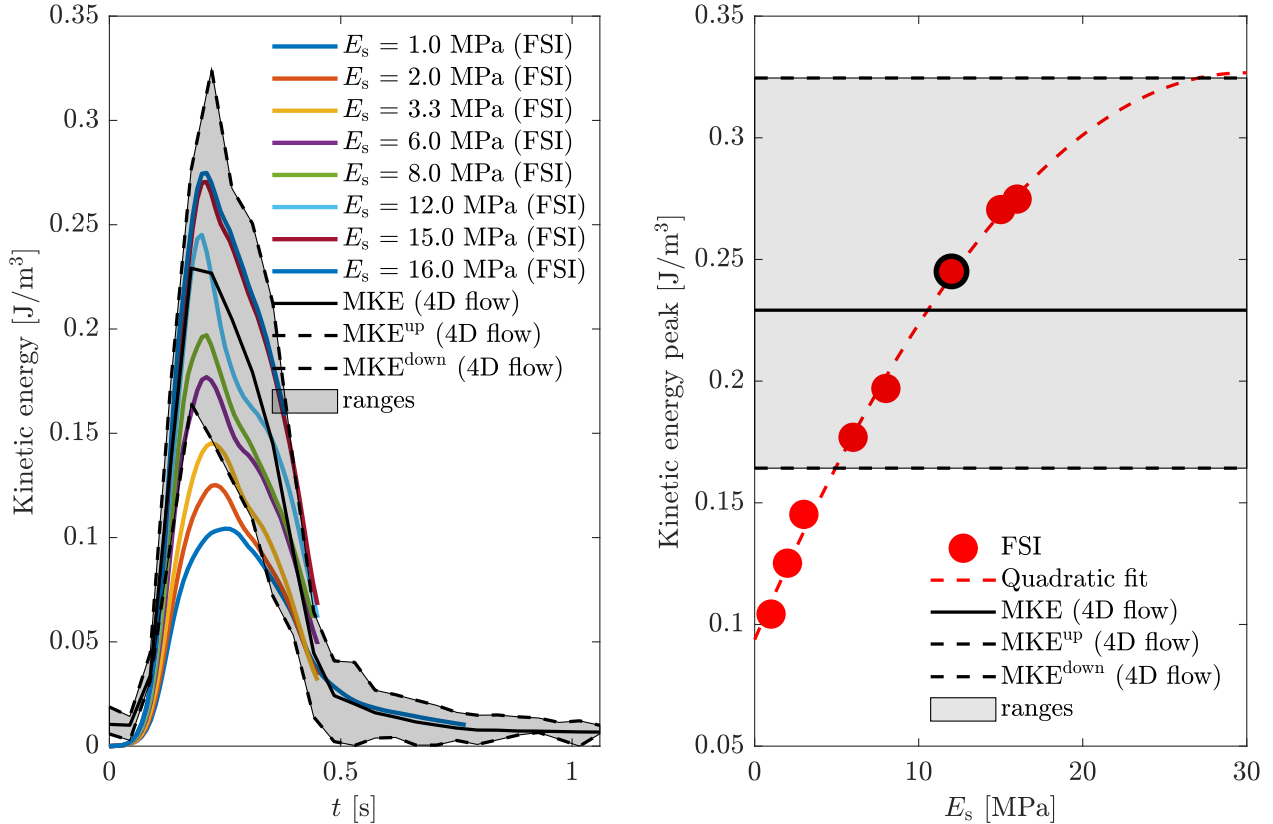 0.35
0.3
0.25
0.2
0.15
0.1
0.05
0
Kinetic energy [J/m³]
E_s = 1.0 MPa (FSI)
E_s = 2.0 MPa (FSI)
E_s = 3.3 MPa (FSI)
E_s = 6.0 MPa (FSI)
E_s = 8.0 MPa (FSI)
E_s = 12.0 MPa (FSI)
E_s = 15.0 MPa (FSI)
E_s = 16.0 MPa (FSI)
MKE (4D flow)
MKE^up (4D flow)
MKE^down (4D flow)
ranges
0 0.5 1
t [s]
0.35
0.3
0.25
0.2
0.15
0.1
0.05
Kinetic energy peak [J/m³]
FSI
Quadratic fit
MKE (4D flow)
MKE^up (4D flow)
MKE^down (4D flow)
ranges
0 10 20 30
E_s [MPa]